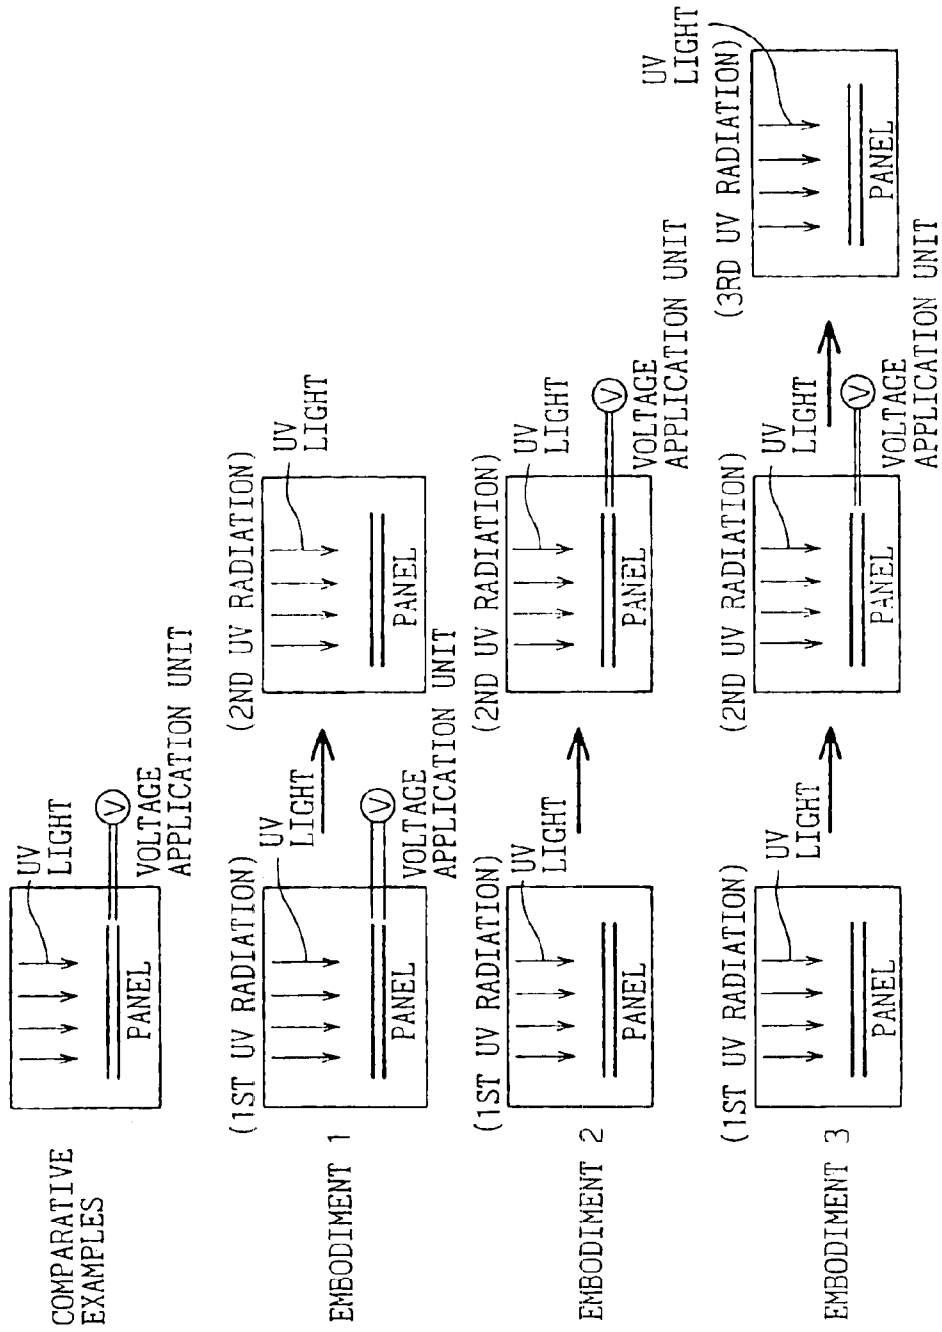 COMPARATIVE
EXAMPLES
UV
LIGHT
PANEL
VOLTAGE
APPLICATION UNIT
EMBODIMENT 1
(1ST UV RADIATION)
UV
LIGHT
PANEL
VOLTAGE
APPLICATION UNIT
(2ND UV RADIATION)
UV
LIGHT
PANEL
EMBODIMENT 2
(1ST UV RADIATION)
UV
LIGHT
PANEL
(2ND UV RADIATION)
UV
LIGHT
PANEL
VOLTAGE
APPLICATION UNIT
EMBODIMENT 3
(1ST UV RADIATION)
UV
LIGHT
PANEL
(2ND UV RADIATION)
UV
LIGHT
PANEL
VOLTAGE
APPLICATION UNIT
(3RD UV RADIATION)
UV
LIGHT
PANEL
V
V
V
V